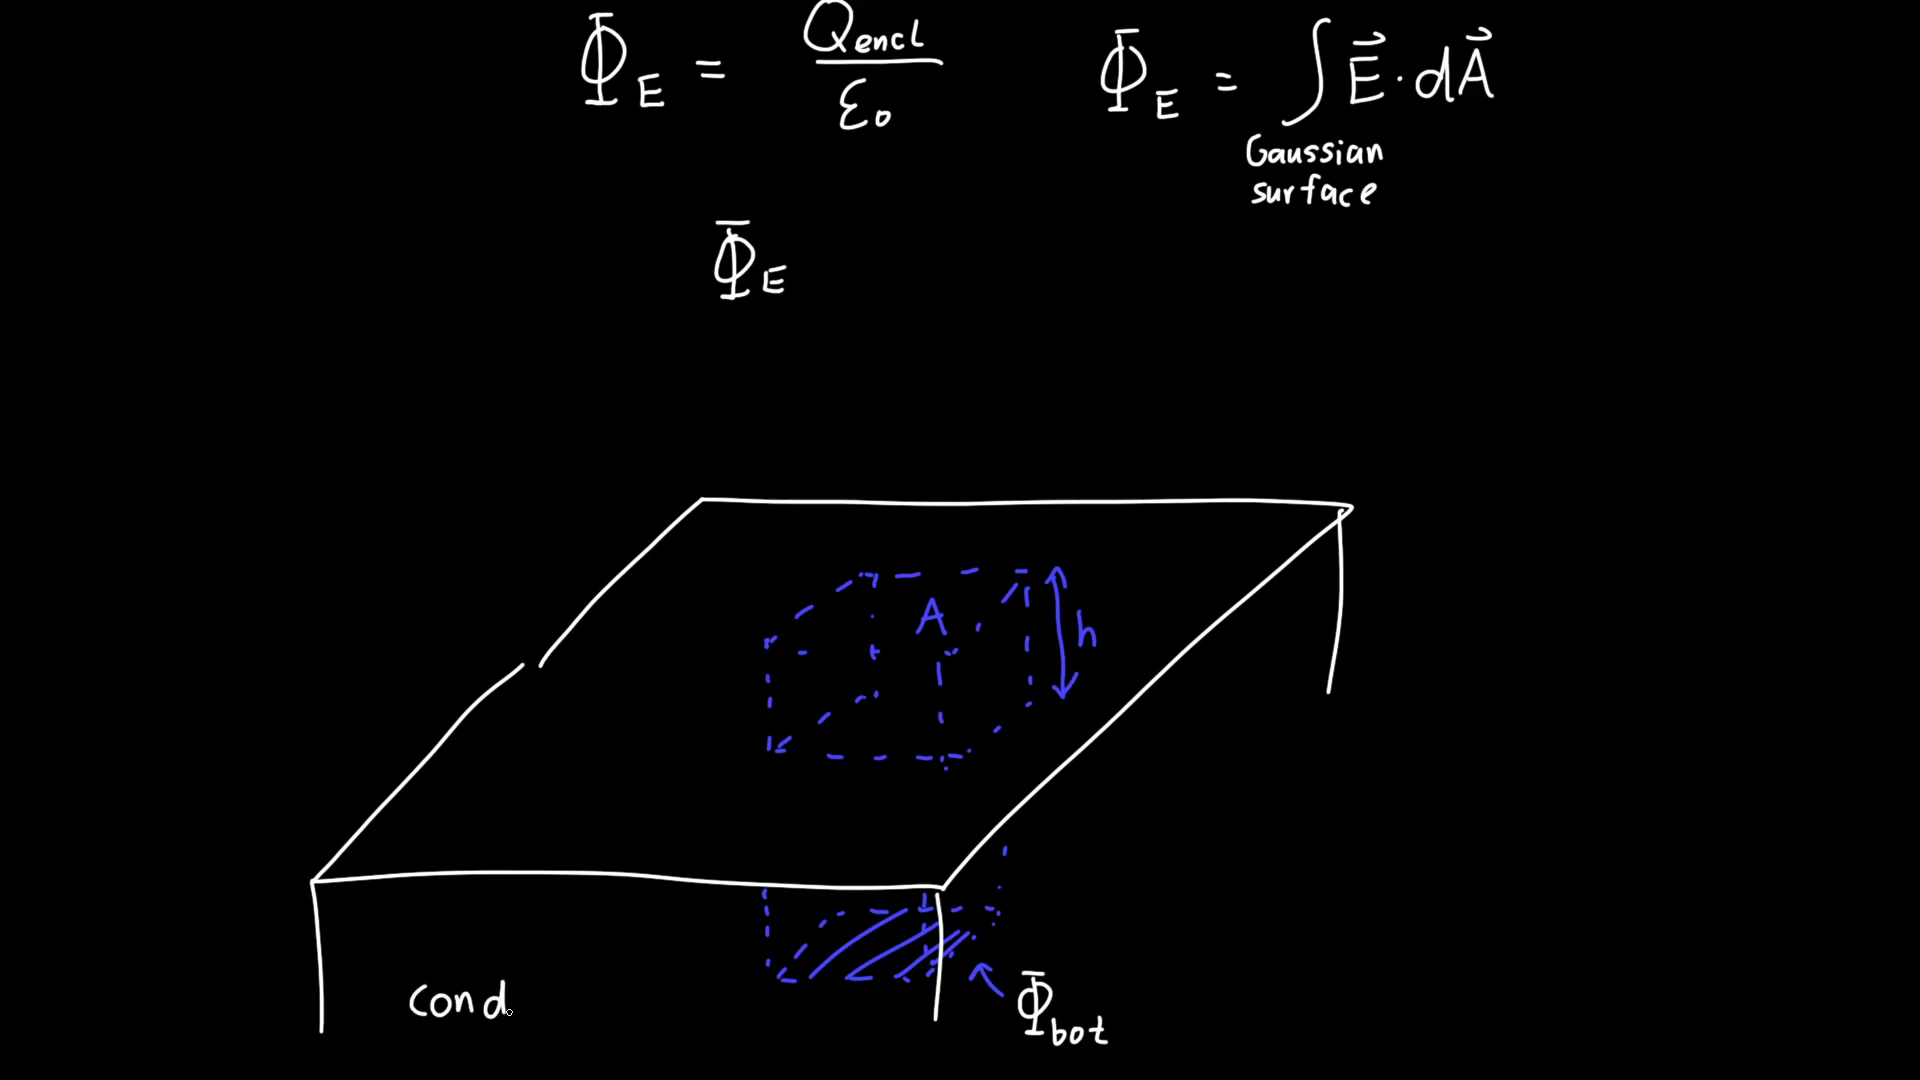 Φ_E = Q_encl / ε₀
Φ_E = ∫ E⃗ · dA⃗
Gaussian
surface
Φ_E
A
h
cond
Φ_bot